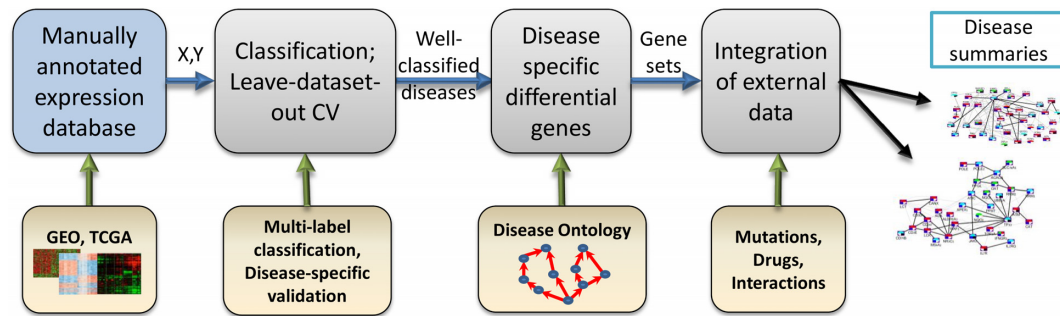 Manually
annotated
expression
database
X,Y
Classification;
Leave-dataset-
out CV
Well-
classified
diseases
Disease
specific
differential
genes
Gene
sets
Integration
of external
data
Disease
summaries
GEO, TCGA
Multi-label
classification,
Disease-specific
validation
Disease Ontology
Mutations,
Drugs,
Interactions